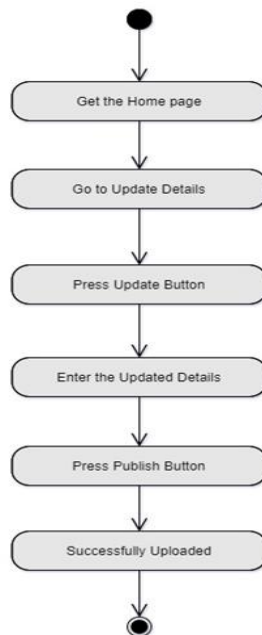 Get the Home page
Go to Update Details
Press Update Button
Enter the Updated Details
Press Publish Button
Successfully Uploaded